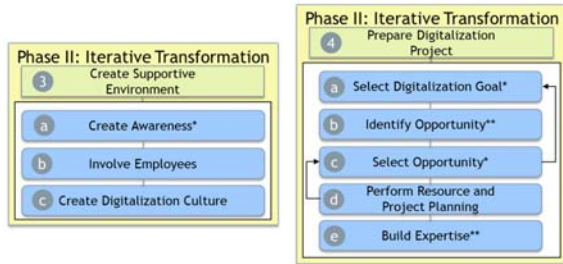 Phase II: Iterative Transformation
3 Create Supportive
Environment
a Create Awareness*
b Involve Employees
c Create Digitalization Culture
Phase II: Iterative Transformation
4 Prepare Digitalization
Project
a Select Digitalization Goal*
b Identify Opportunity**
c Select Opportunity*
d Perform Resource and
Project Planning
e Build Expertise**